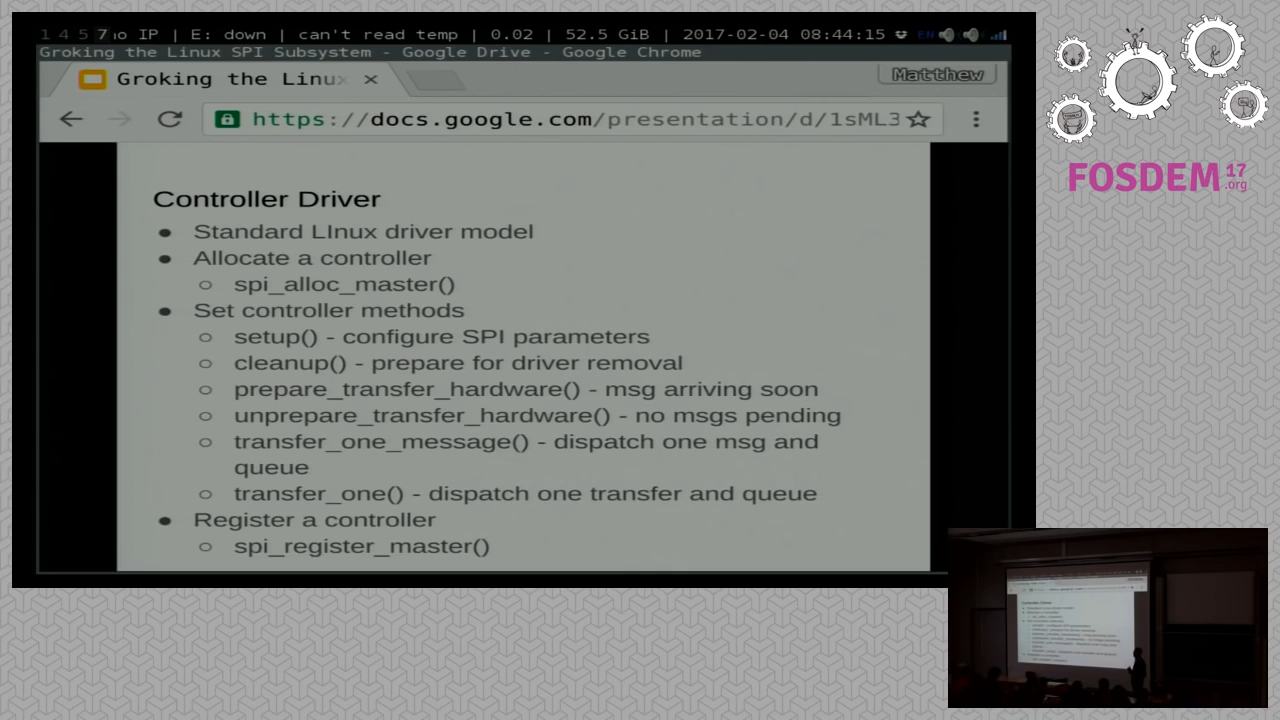 1 4 5 7 no IP | E: down | can't read temp | 0.02 | 52.5 GiB | 2017-02-04 08:44:15 EN
Groking the Linux SPI Subsystem - Google Drive - Google Chrome
Groking the Linu
Matthew
https://docs.google.com/presentation/d/1sML3
FOSDEM 17 .org
Controller Driver
● Standard LInux driver model
● Allocate a controller
○ spi_alloc_master()
● Set controller methods
○ setup() - configure SPI parameters
○ cleanup() - prepare for driver removal
○ prepare_transfer_hardware() - msg arriving soon
○ unprepare_transfer_hardware() - no msgs pending
○ transfer_one_message() - dispatch one msg and
queue
○ transfer_one() - dispatch one transfer and queue
● Register a controller
○ spi_register_master()